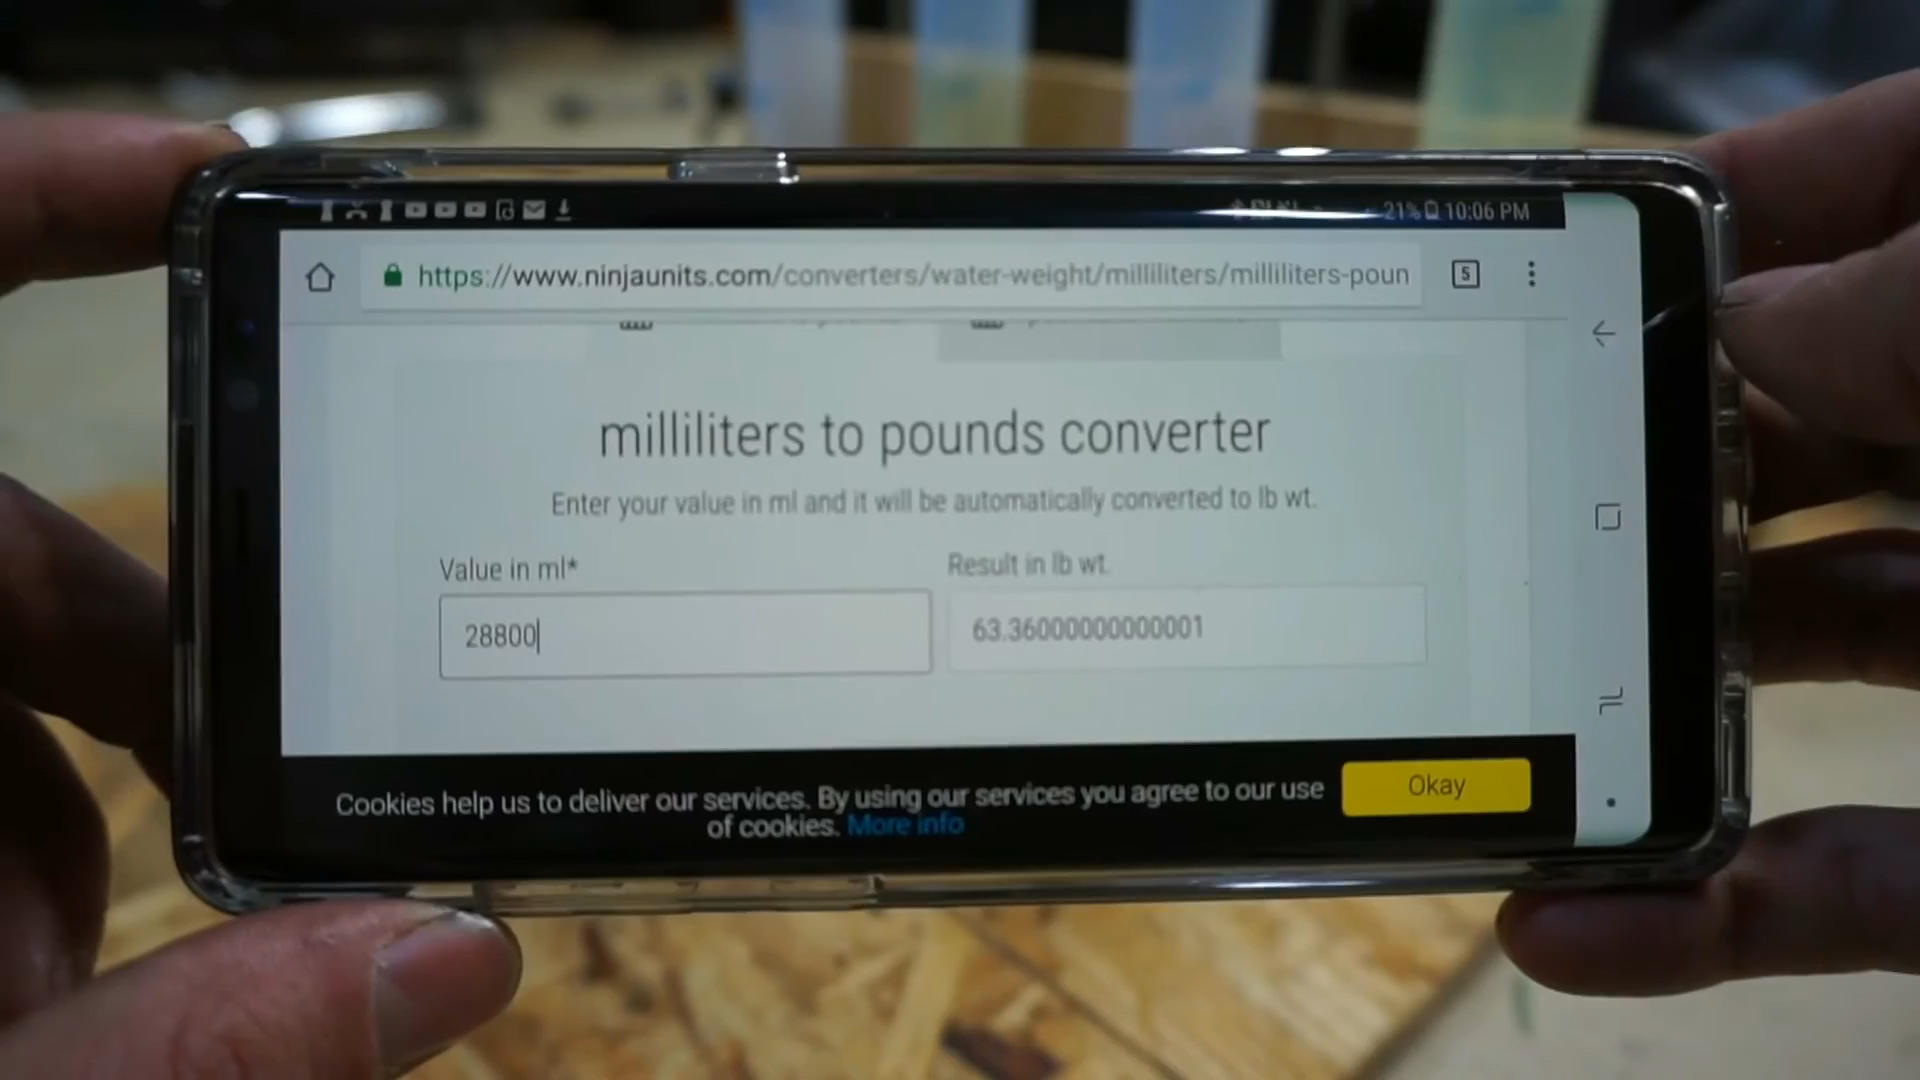 21% 10:06 PM
https://www.ninjaunits.com/converters/water-weight/milliliters/milliliters-poun
5
milliliters to pounds converter
Enter your value in ml and it will be automatically converted to lb wt.
Value in ml*
Result in lb wt.
28800
63.36000000000001
Cookies help us to deliver our services. By using our services you agree to our use
of cookies. More info
Okay